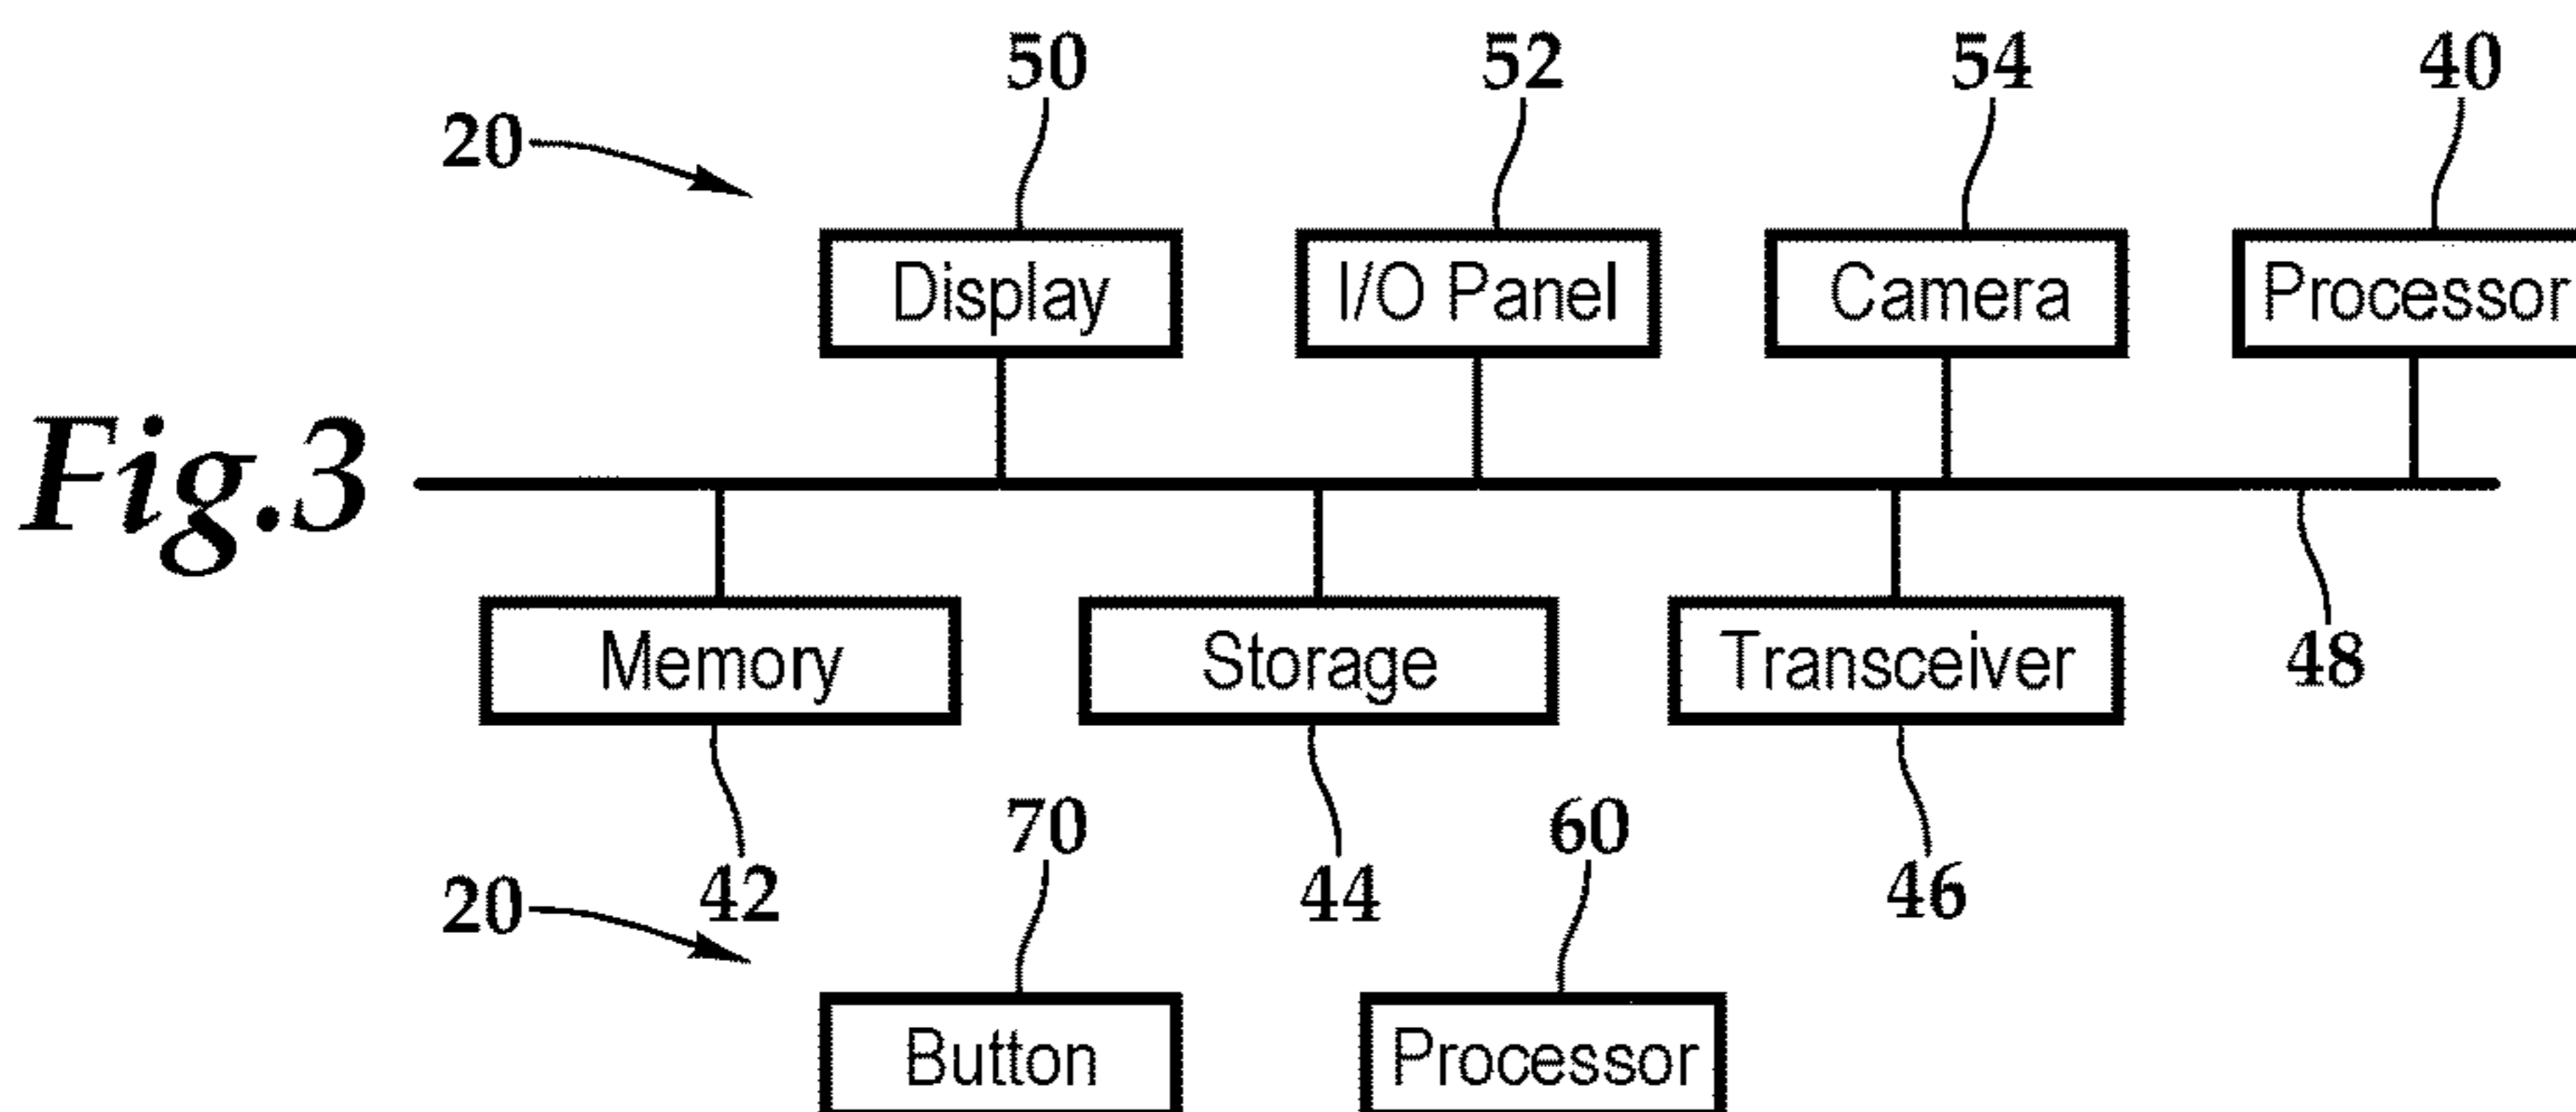 50 52 54 40
20
Display I/O Panel Camera Processor
Fig.3
Memory Storage Transceiver 48
70 60
20 42 44 46
Button Processor